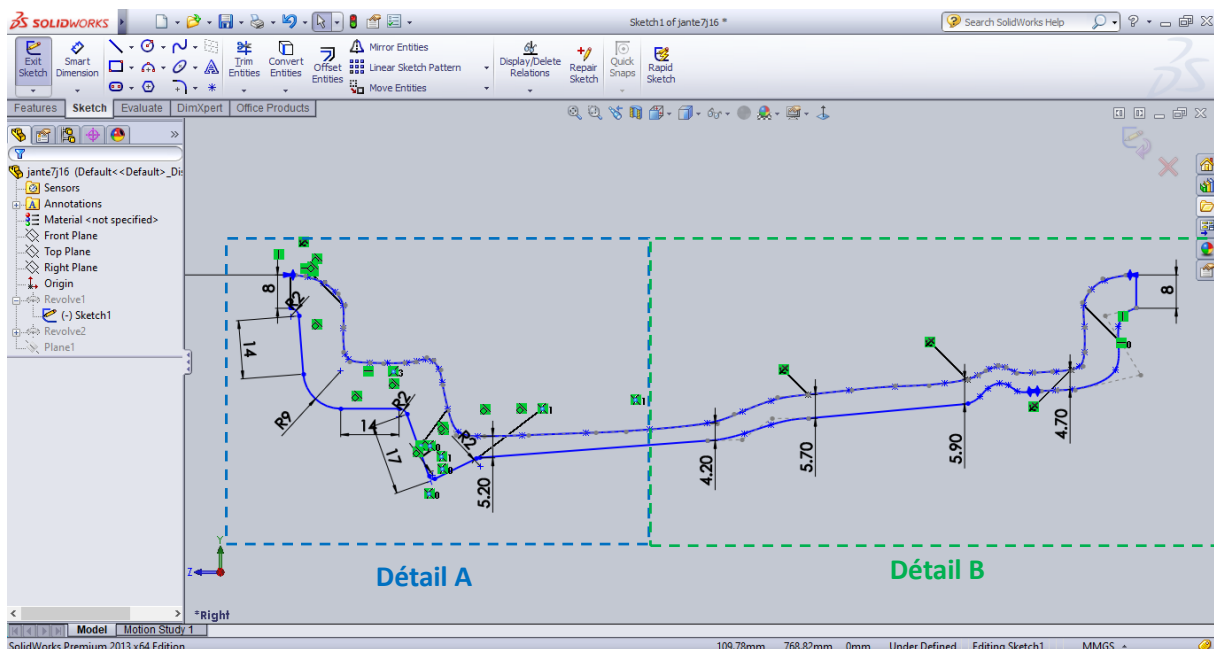 SOLIDWORKS
Sketch1 of jante7j16 *
Search SolidWorks Help
Exit Sketch
Smart Dimension
Trim Entities
Convert Entities
Offset Entities
Mirror Entities
Linear Sketch Pattern
Move Entities
Display/Delete Relations
Repair Sketch
Quick Snaps
Rapid Sketch
Features Sketch Evaluate DimXpert Office Products
jante7j16 (Default<<Default>_Dis
Sensors
Annotations
Material <not specified>
Front Plane
Top Plane
Right Plane
Origin
Revolve1
(-) Sketch1
Revolve2
Plane1
8
R2
14
R9
14
R2
17
5.20
4.20
5.70
5.90
4.70
8
Détail A
Détail B
Y
Z
*Right
Model Motion Study 1
SolidWorks Premium 2013 x64 Edition
109.78mm 768.82mm 0mm Under Defined Editing Sketch1 MMGS